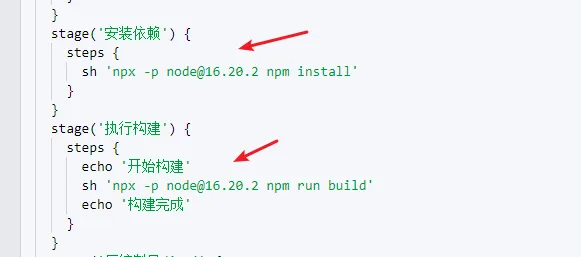 }
stage('安装依赖') {
steps {
sh 'npx -p node@16.20.2 npm install'
}
}
stage('执行构建') {
steps {
echo '开始构建'
sh 'npx -p node@16.20.2 npm run build'
echo '构建完成'
}
}